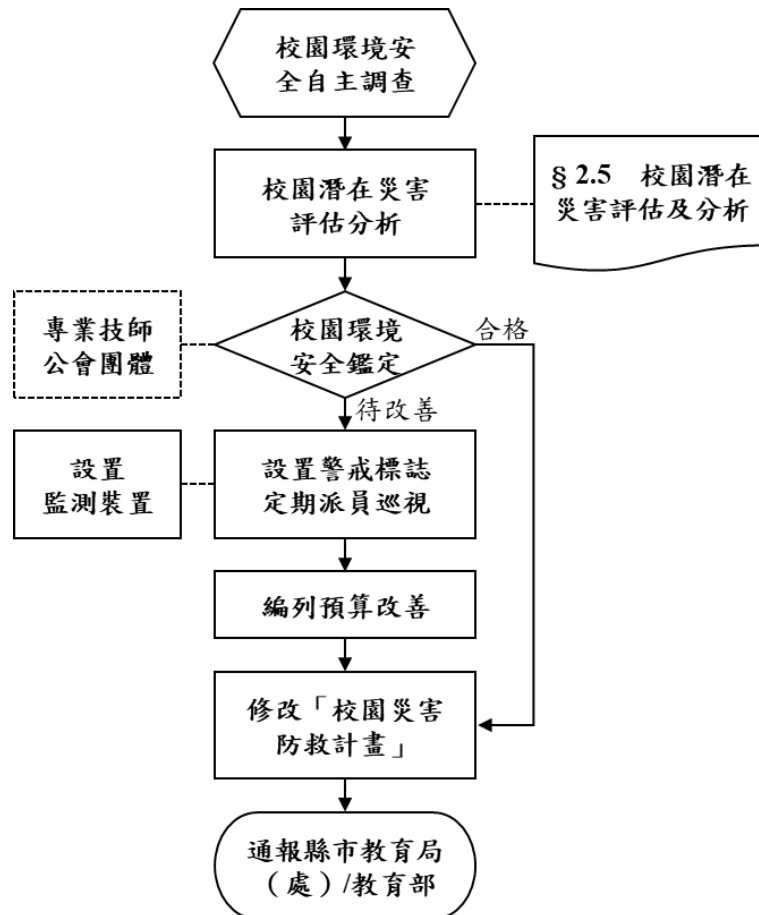 校園環境安
全自主調查
校園潛在災害
評估分析
§ 2.5 校園潛在
災害評估及分析
專業技師
公會團體
校園環境
安全鑑定
合格
待改善
設置
監測裝置
設置警戒標誌
定期派員巡視
編列預算改善
修改「校園災害
防救計畫」
通報縣市教育局
（處）/教育部